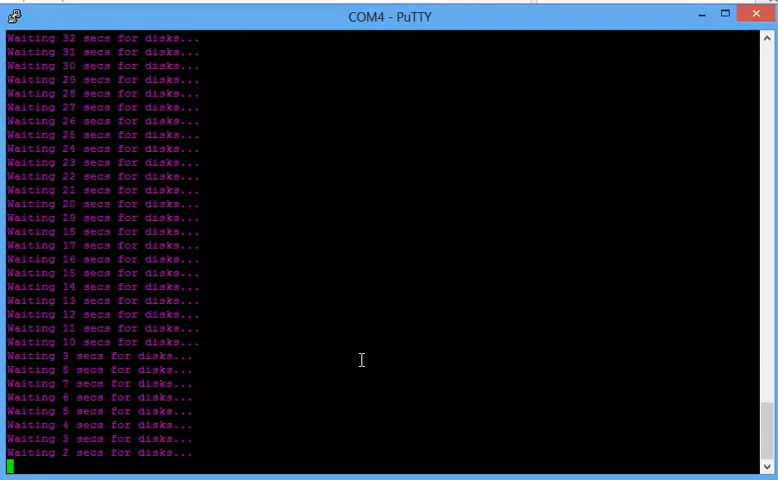 COM4 - PuTTY
Waiting 32 secs for disks...
Waiting 31 secs for disks...
Waiting 30 secs for disks...
Waiting 29 secs for disks...
Waiting 28 secs for disks...
Waiting 27 secs for disks...
Waiting 26 secs for disks...
Waiting 25 secs for disks...
Waiting 24 secs for disks...
Waiting 23 secs for disks...
Waiting 22 secs for disks...
Waiting 21 secs for disks...
Waiting 20 secs for disks...
Waiting 19 secs for disks...
Waiting 18 secs for disks...
Waiting 17 secs for disks...
Waiting 16 secs for disks...
Waiting 15 secs for disks...
Waiting 14 secs for disks...
Waiting 13 secs for disks...
Waiting 12 secs for disks...
Waiting 11 secs for disks...
Waiting 10 secs for disks...
Waiting 9 secs for disks...
Waiting 8 secs for disks...
Waiting 7 secs for disks...
Waiting 6 secs for disks...
Waiting 5 secs for disks...
Waiting 4 secs for disks...
Waiting 3 secs for disks...
Waiting 2 secs for disks...